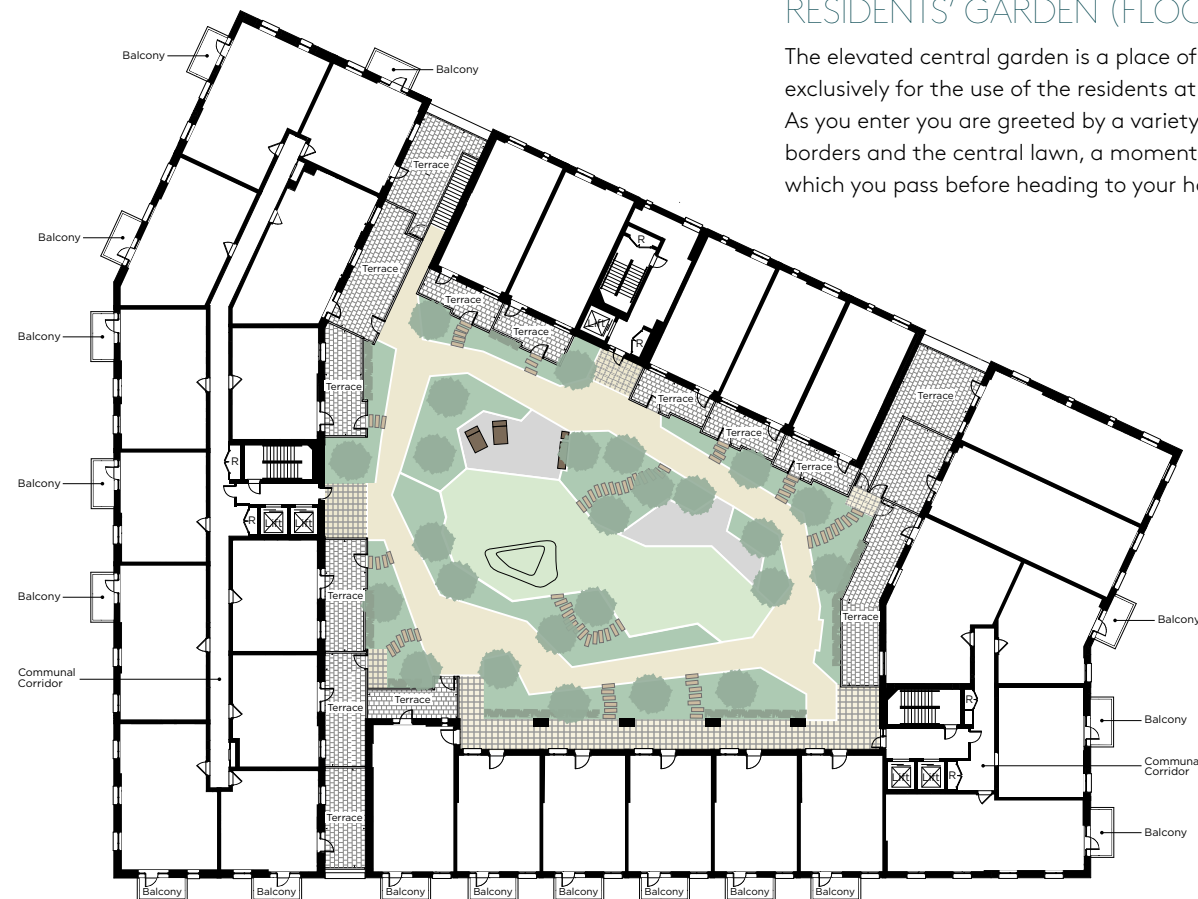 RESIDENTS' GARDEN (FLOO
The elevated central garden is a place of
exclusively for the use of the residents at
As you enter you are greeted by a variety
borders and the central lawn, a moment
which you pass before heading to your h
Balcony
Balcony
Terrace
Balcony
R
Terrace
Terrace
Lift
Terrace
Balcony
R
Terrace
Terrace
Terrace
Terrace
R
Terrace
Balcony
R
Lift
Lift
Balcony
Terrace
Terrace
Balcony
Communal
Corridor
Terrace
R
Terrace
Balcony
Communa
Corridor
Lift
Lift
R
Terrace
Balcony
Balcony
Balcony
Balcony
Balcony
Balcony
Balcony
Balcony
Balcony